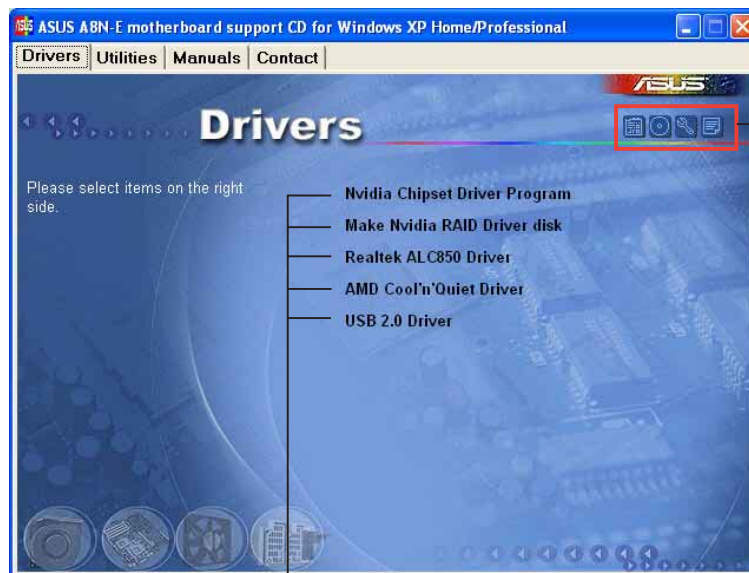 ASUS A8N-E motherboard support CD for Windows XP Home/Professional
Drivers Utilities Manuals Contact
ASUS
Drivers
Please select items on the right
side.
Nvidia Chipset Driver Program
Make Nvidia RAID Driver disk
Realtek ALC850 Driver
AMD Cool'n'Quiet Driver
USB 2.0 Driver